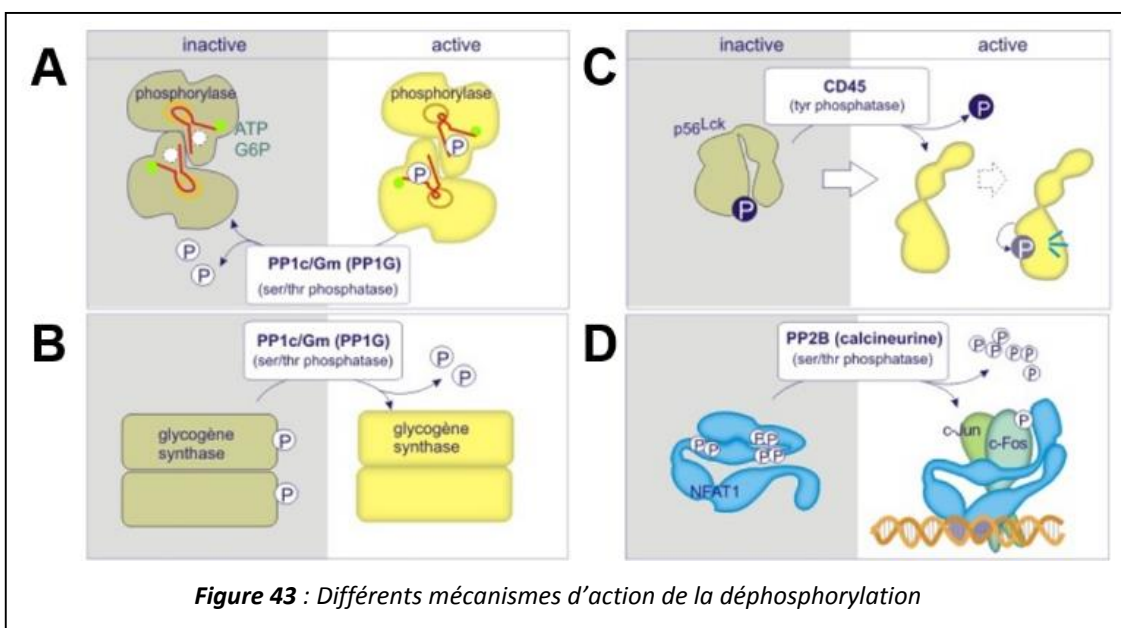 A
inactive
active
phosphorylase
phosphorylase
ATP
G6P
P
P
P
P
PP1c/Gm (PP1G)
(ser/thr phosphatase)
B
PP1c/Gm (PP1G)
(ser/thr phosphatase)
P
P
glycogène
synthase
P
P
glycogène
synthase
C
inactive
active
CD45
(tyr phosphatase)
P
p56Lck
P
P
D
PP2B (calcineurine)
(ser/thr phosphatase)
P
P
P
P
P
P
P
c-Jun
c-Fos
P
P
P
P
P
P
NFAT1
Figure 43 : Différents mécanismes d'action de la déphosphorylation